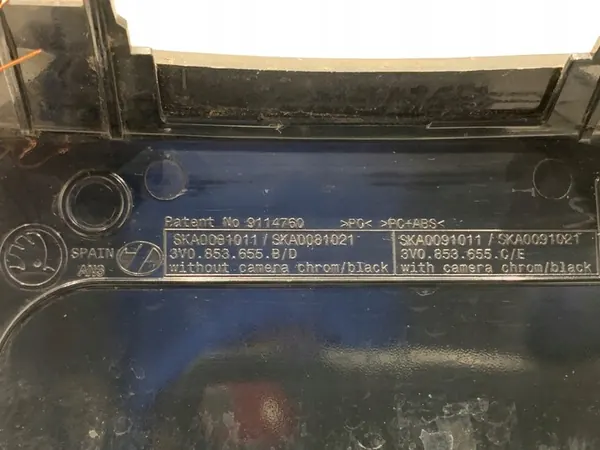 Patent No 9114760 >PC< >PC+ABS<
SKA0081011 / SKA0081021 SKA0091011 / SKA0091021
SPAIN 3V0.853.655.B/D 3V0.853.655.C/E
without camera chrom/black with camera chrom/black